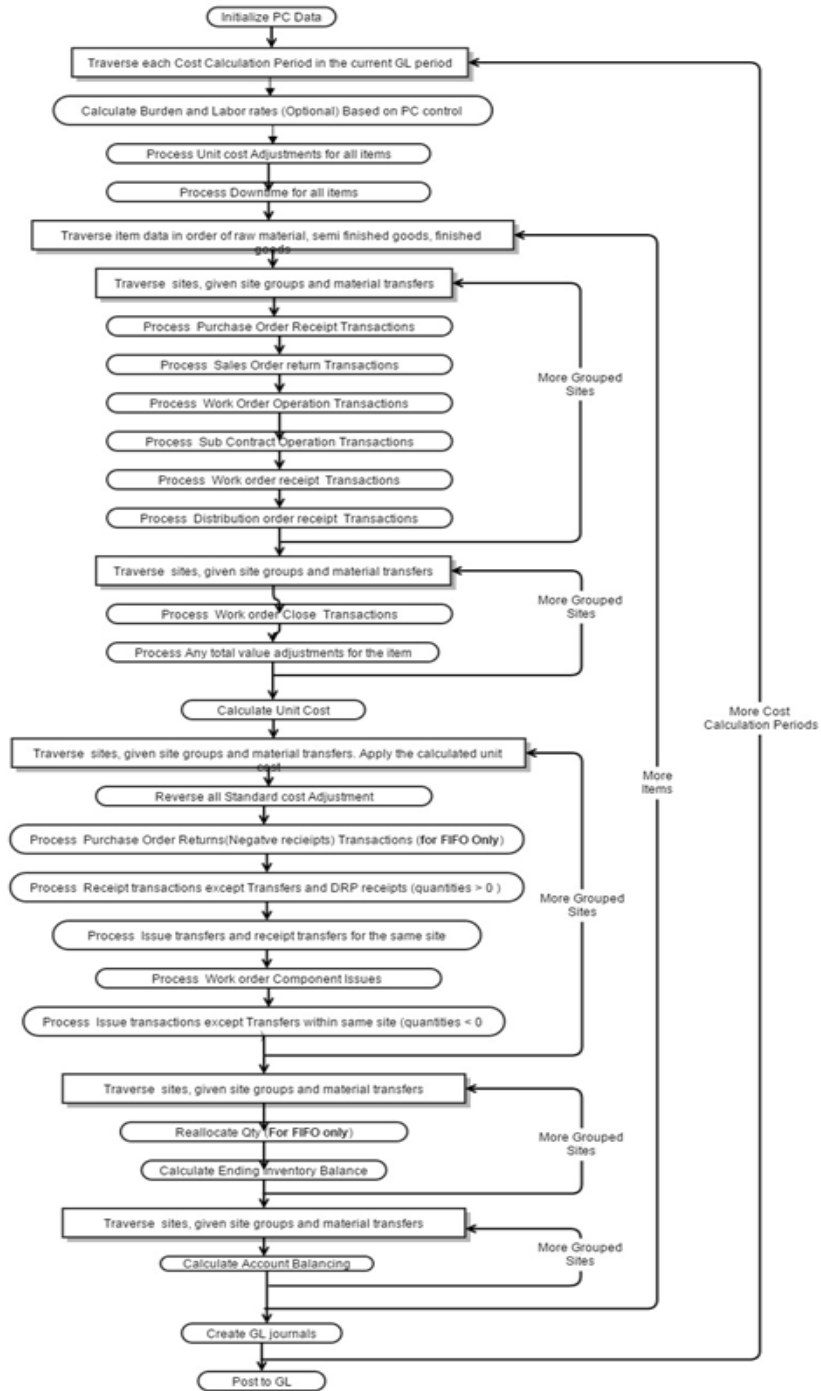 Initialize PC Data
Traverse each Cost Calculation Period in the current GL period
Calculate Burden and Labor rates (Optional) Based on PC control
Process Unit cost Adjustments for all items
Process Downtime for all items
Traverse item data in order of raw material, semi finished goods, finished
goods
Traverse sites, given site groups and material transfers
Process Purchase Order Receipt Transactions
Process Sales Order return Transactions
More Grouped
Sites
Process Work Order Operation Transactions
Process Sub Contract Operation Transactions
Process Work order receipt Transactions
Process Distribution order receipt Transactions
Traverse sites, given site groups and material transfers
More Grouped
Sites
Process Work order Close Transactions
Process Any total value adjustments for the item
Calculate Unit Cost
More Cost
Calculation Periods
Traverse sites, given site groups and material transfers. Apply the calculated unit
cost
More
Items
Reverse all Standard cost Adjustment
Process Purchase Order Returns(Negatve recieipts) Transactions (for FIFO Only)
Process Receipt transactions except Transfers and DRP receipts (quantities > 0 )
More Grouped
Sites
Process Issue transfers and receipt transfers for the same site
Process Work order Component Issues
Process Issue transactions except Transfers within same site (quantities < 0
)
Traverse sites, given site groups and material transfers
Reallocate Qty (For FIFO only)
More Grouped
Sites
Calculate Ending Inventory Balance
Traverse sites, given site groups and material transfers
More Grouped
Sites
Calculate Account Balancing
Create GL journals
Post to GL